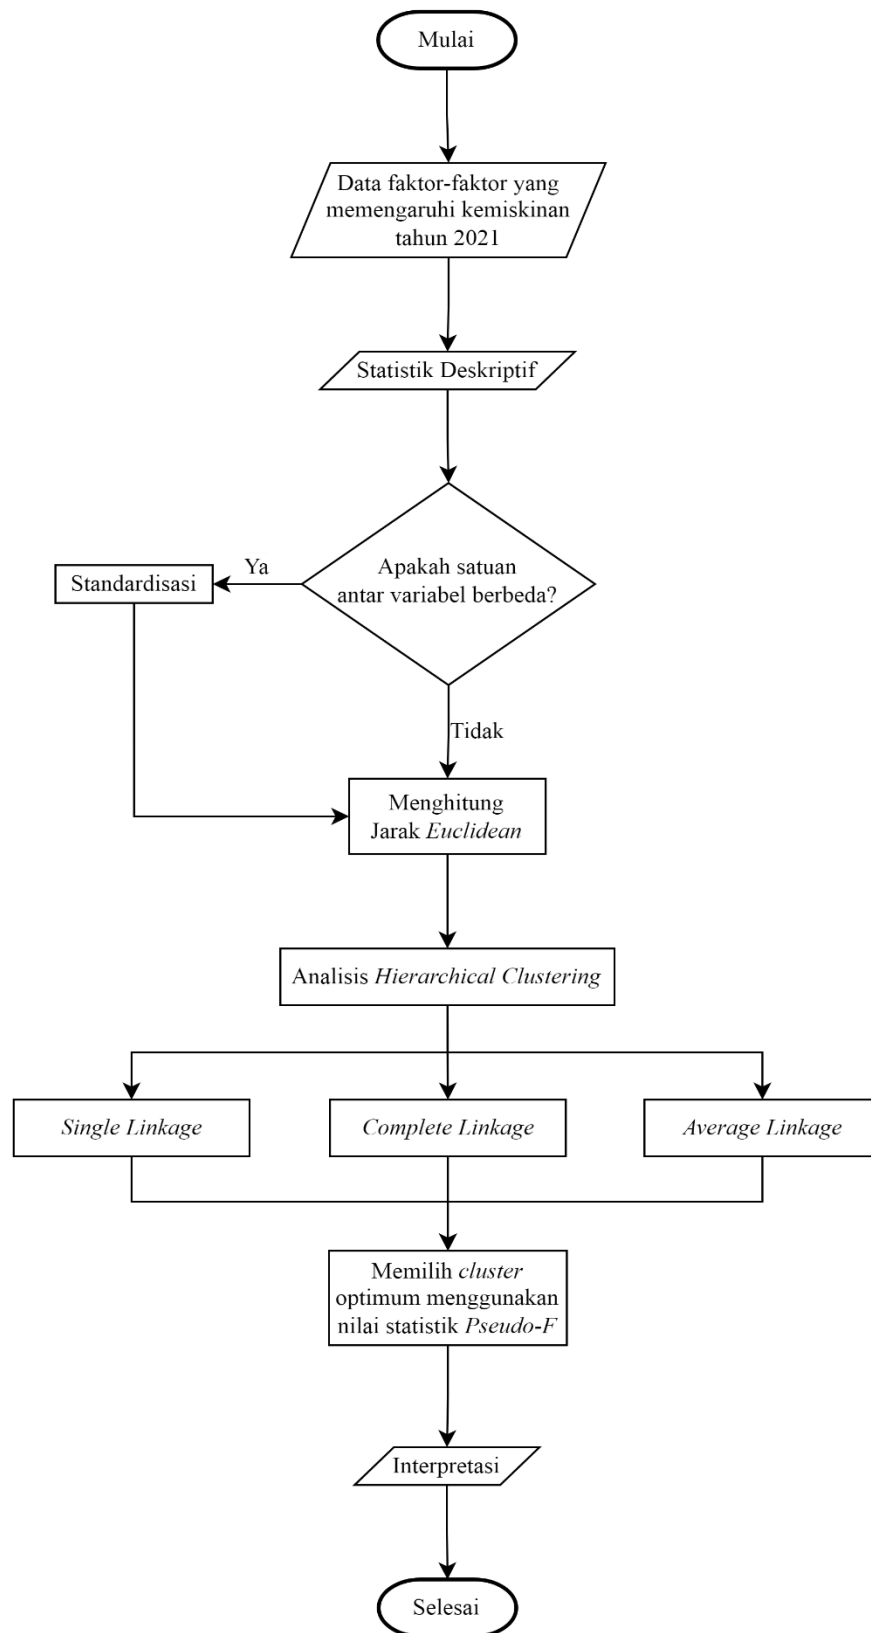 Mulai
Data faktor-faktor yang
memengaruhi kemiskinan
tahun 2021
Statistik Deskriptif
Apakah satuan
antar variabel berbeda?
Ya
Standardisasi
Tidak
Menghitung
Jarak Euclidean
Analisis Hierarchical Clustering
Single Linkage
Complete Linkage
Average Linkage
Memilih cluster
optimum menggunakan
nilai statistik Pseudo-F
Interpretasi
Selesai